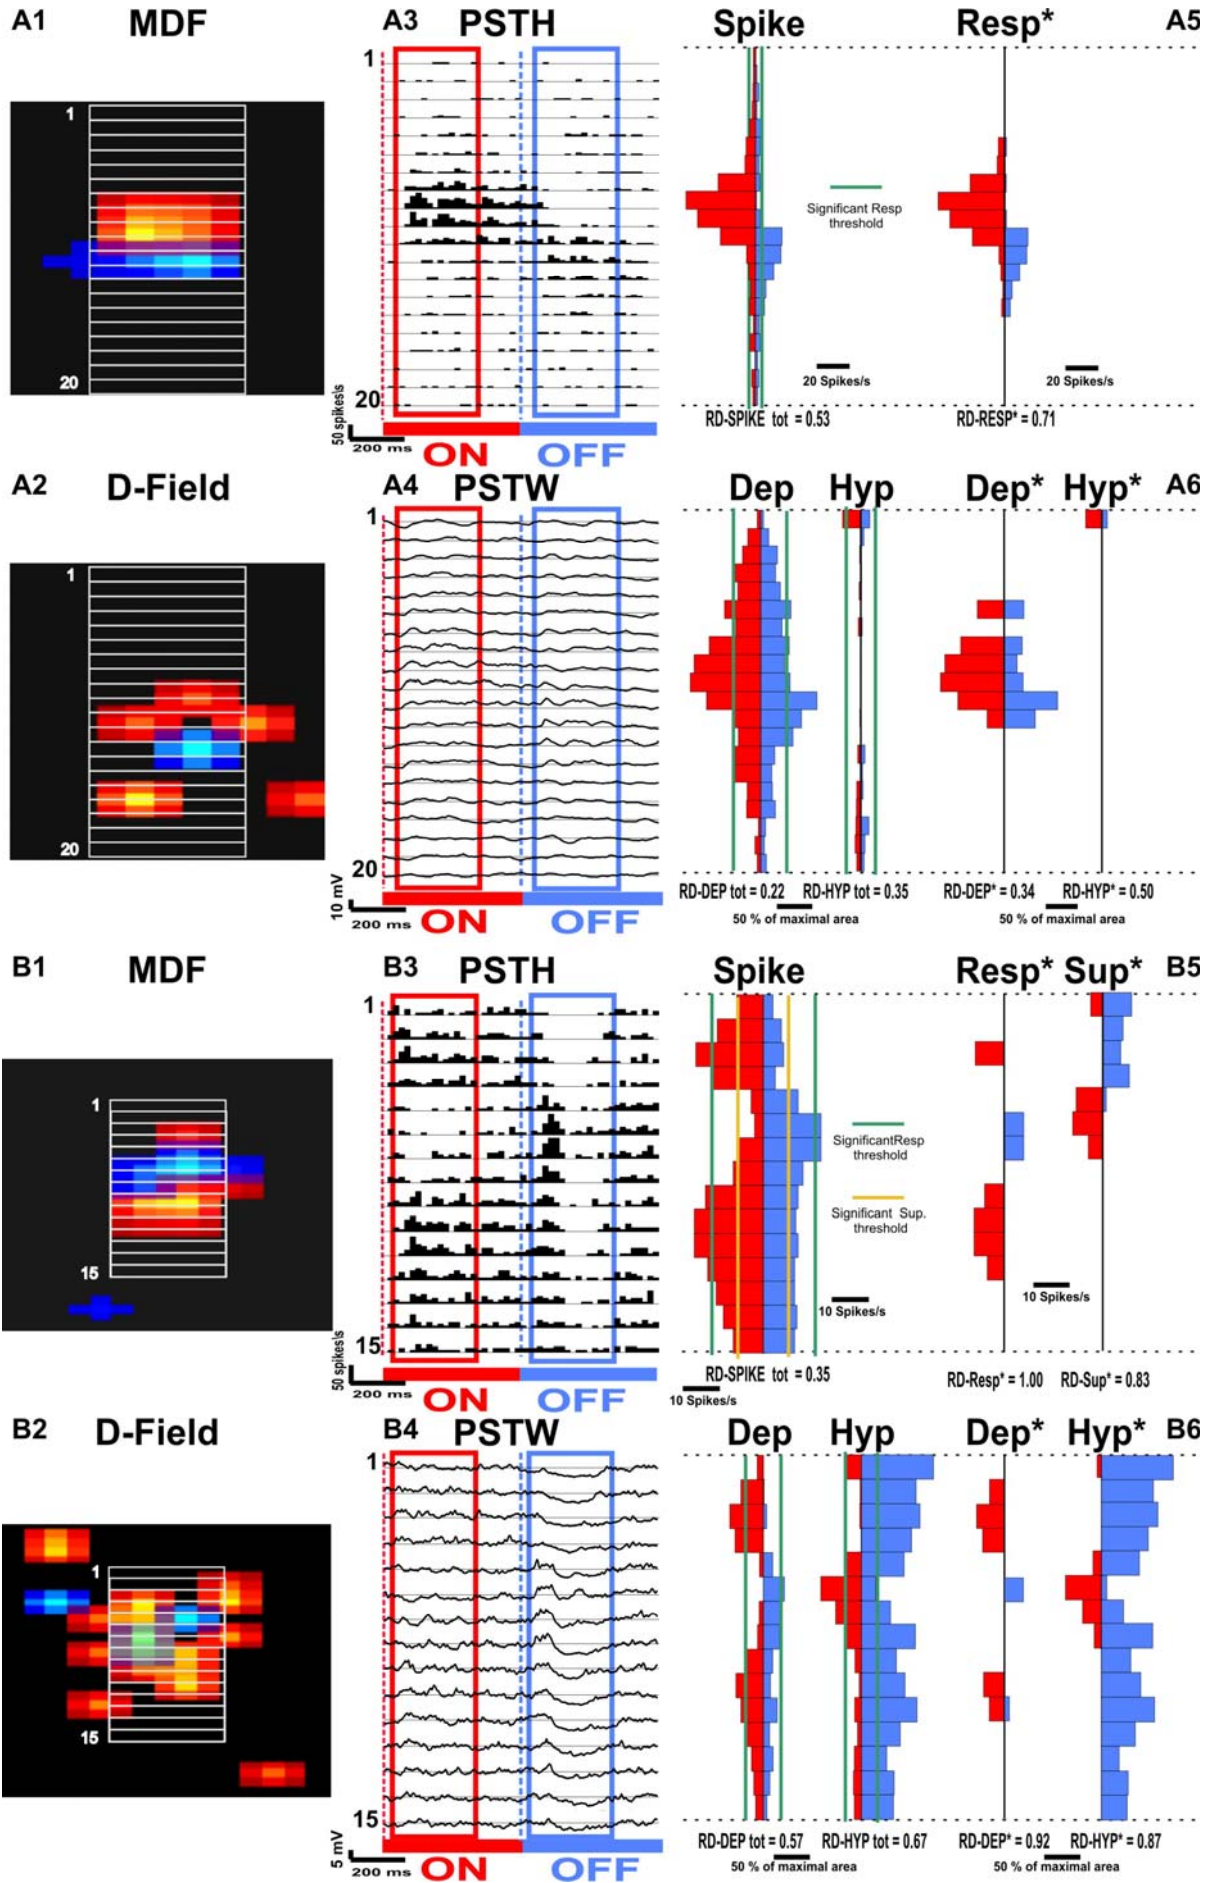 A1 MDF A3 PSTH Spike Resp* A5
1
1
Significant Resp
threshold
20 Spikes/s 20 Spikes/s
20
20
50 spikes\s
RD-SPIKE tot = 0.53 RD-RESP* = 0.71
200 ms ON OFF
A2 D-Field A4 PSTW Dep Hyp Dep* Hyp* A6
1
1
20
20
10 mV
RD-DEP tot = 0.22 RD-HYP tot = 0.35 RD-DEP* = 0.34 RD-HYP* = 0.50
200 ms ON OFF 50 % of maximal area 50 % of maximal area
B1 MDF B3 PSTH Spike Resp* Sup* B5
1
1
SignificantResp
threshold
Significant Sup.
threshold
15
10 Spikes/s
10 Spikes/s
15
50 spikes\s
RD-SPIKE tot = 0.35 RD-Resp* = 1.00 RD-Sup* = 0.83
200 ms ON OFF 10 Spikes/s
B2 D-Field B4 PSTW Dep Hyp Dep* Hyp* B6
1
1
15
15
5 mV
RD-DEP tot = 0.57 RD-HYP tot = 0.67 RD-DEP* = 0.92 RD-HYP* = 0.87
200 ms ON OFF 50 % of maximal area 50 % of maximal area